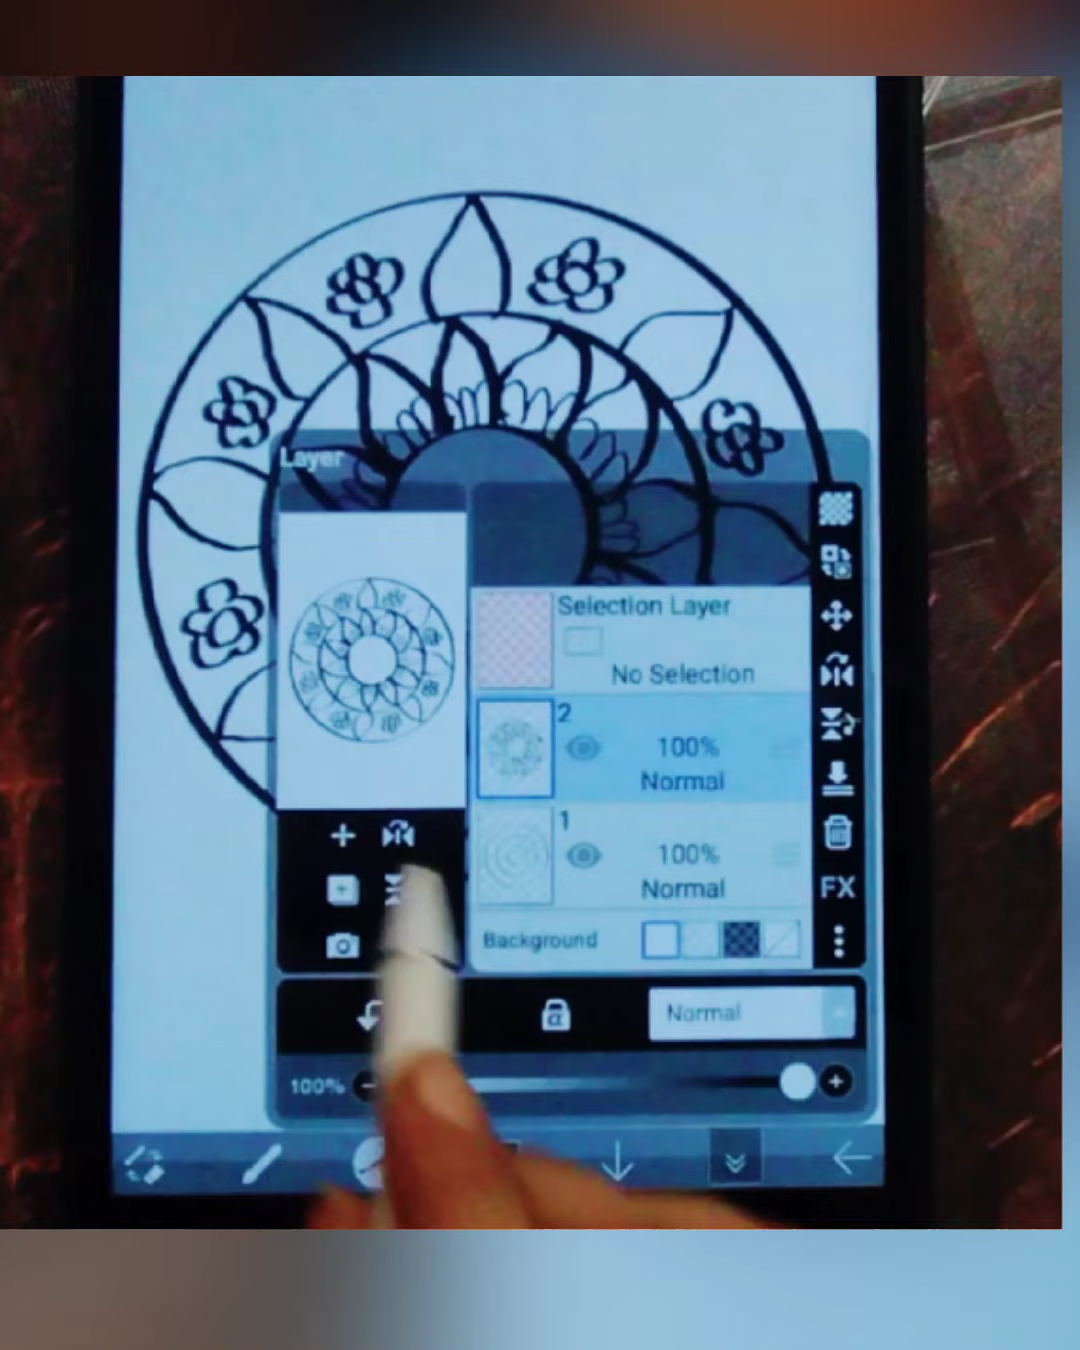 Layer
Selection Layer
No Selection
2
100%
Normal
1
100%
Normal
FX
Background
α
Normal
100%